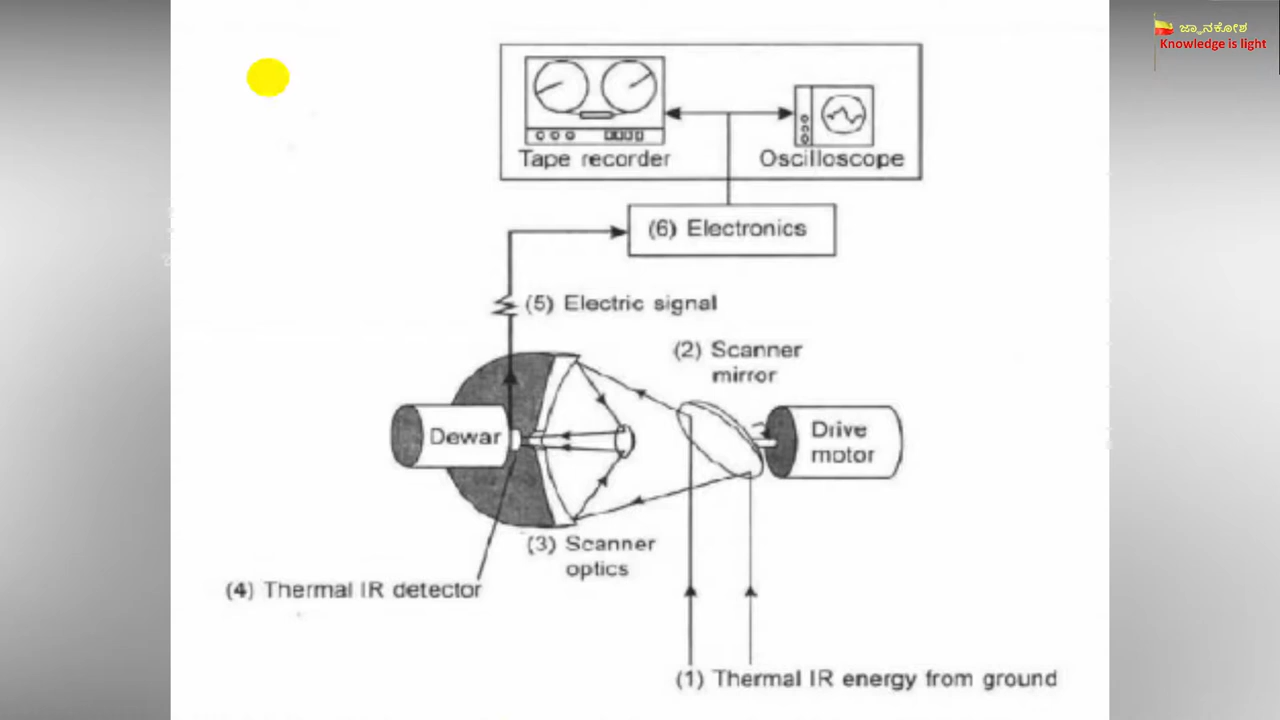 ಜ್ಞಾನಕೋಶ
Knowledge is light
Tape recorder
Oscilloscope
(6) Electronics
(5) Electric signal
(2) Scanner
mirror
Dewar
Drive
motor
(3) Scanner
optics
(4) Thermal IR detector
(1) Thermal IR energy from ground